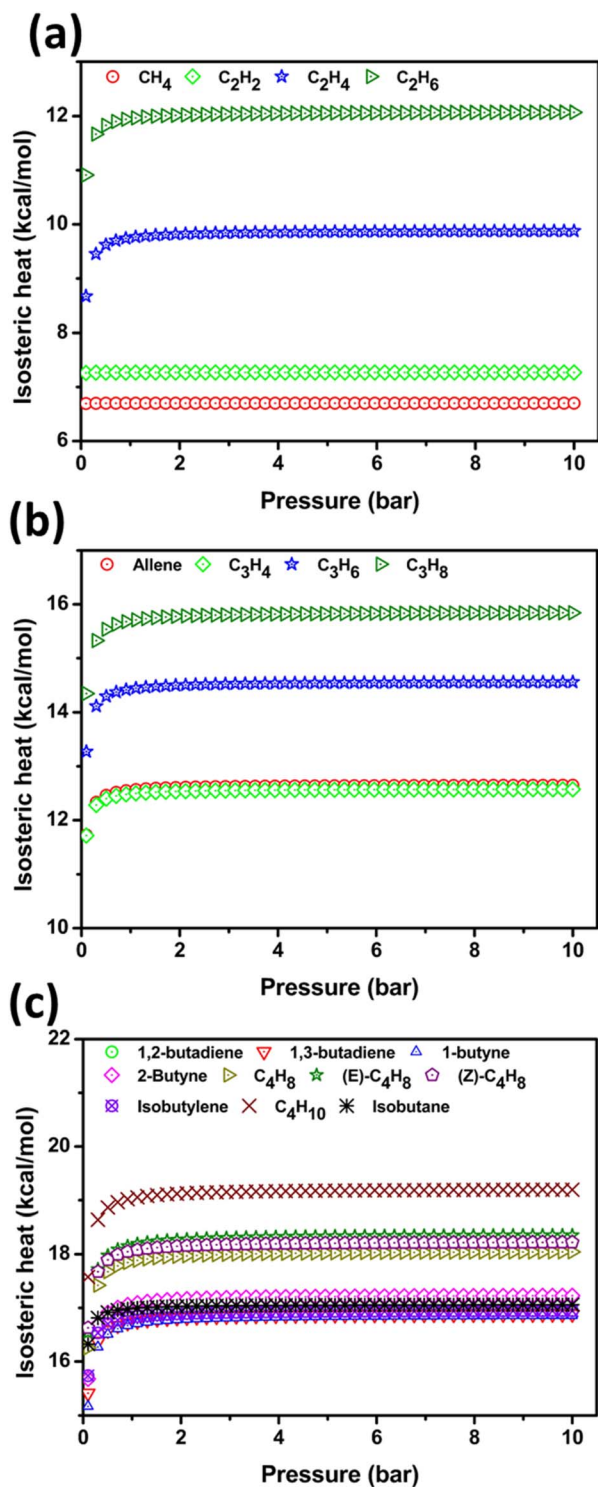 (a)
CH4 C2H2 C2H4 C2H6
12
10
8
6
Isosteric heat (kcal/mol)
0 2 4 6 8 10
Pressure (bar)
(b)
Allene C3H4 C3H6 C3H8
16
14
12
10
Isosteric heat (kcal/mol)
0 2 4 6 8 10
Pressure (bar)
(c)
22
1,2-butadiene 1,3-butadiene 1-butyne
2-Butyne C4H8 (E)-C4H8 (Z)-C4H8
Isobutylene C4H10 Isobutane
20
18
16
Isosteric heat (kcal/mol)
0 2 4 6 8 10
Pressure (bar)